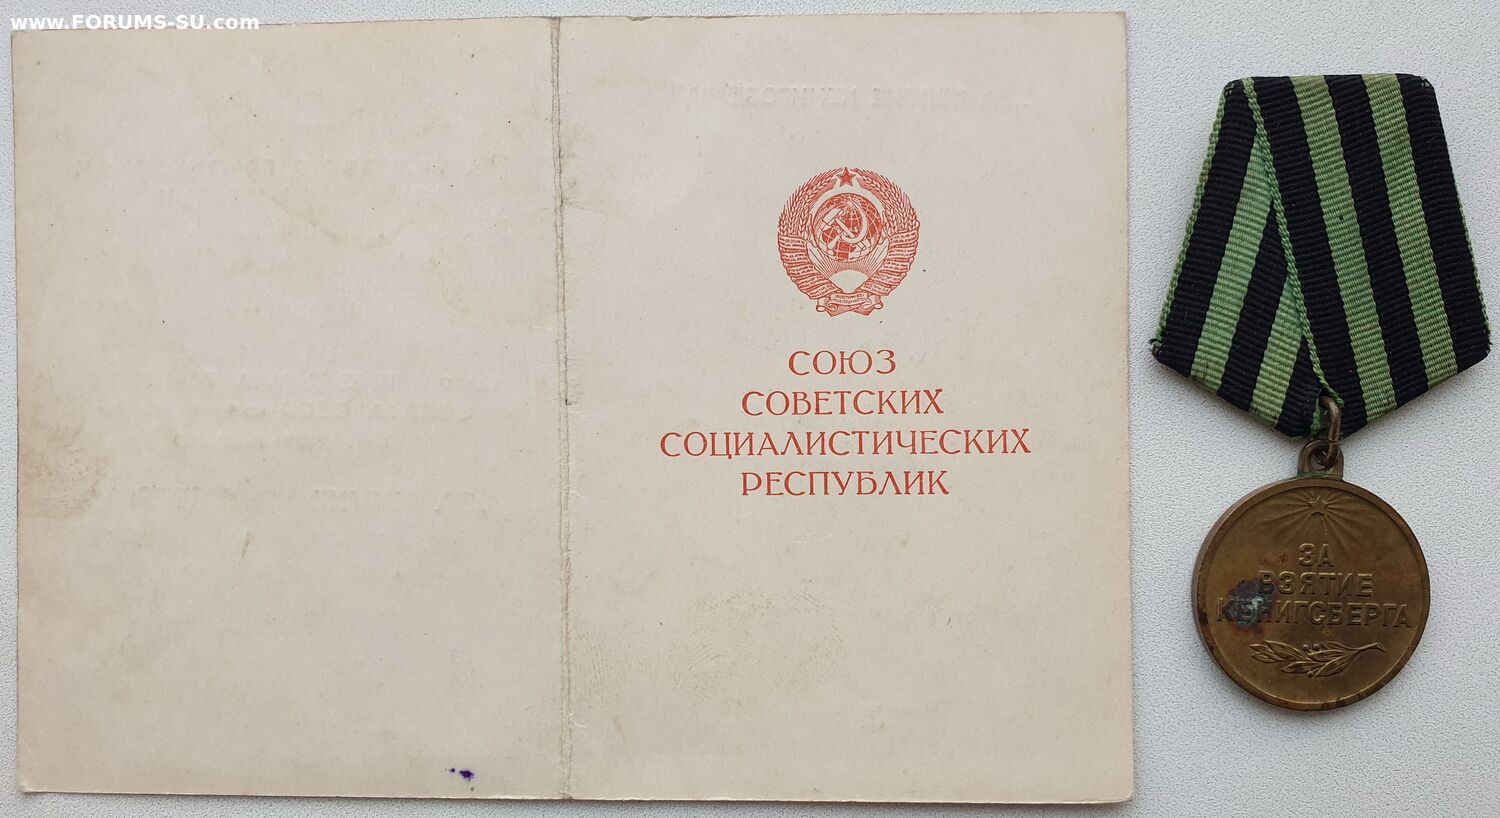 www.FORUMS-SU.com
СОЮЗ
СОВЕТСКИХ
СОЦИАЛИСТИЧЕСКИХ
РЕСПУБЛИК
ЗА
ВЗЯТИЕ
КЕНИГСБЕРГА